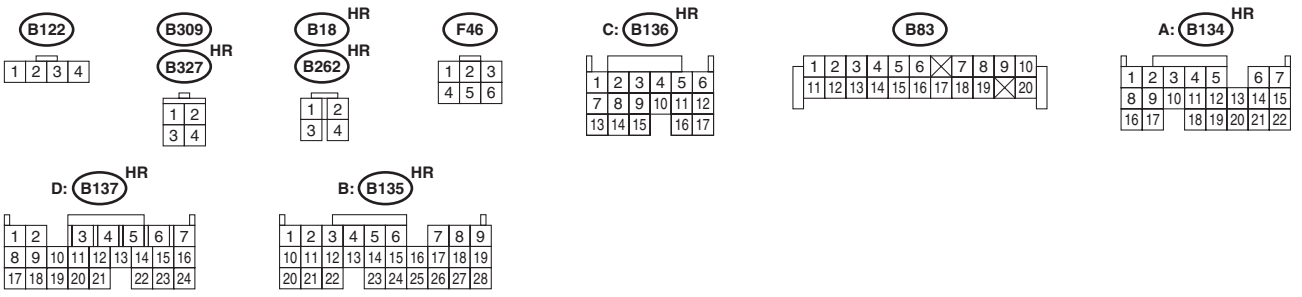 B122
1 2 3 4
B309
HR
B327
1 2
3 4
HR
B18
B262
1 2
3 4
F46
1 2 3
4 5 6
HR
C: B136
1 2 3 4 5 6
7 8 9 10 11 12
13 14 15 16 17
B83
1 2 3 4 5 6 7 8 9 10
11 12 13 14 15 16 17 18 19 20
HR
A: B134
1 2 3 4 5 6 7
8 9 10 11 12 13 14 15
16 17 18 19 20 21 22
HR
D: B137
1 2 3 4 5 6 7
8 9 10 11 12 13 14 15 16
17 18 19 20 21 22 23 24
HR
B: B135
1 2 3 4 5 6 7 8 9
10 11 12 13 14 15 16 17 18 19
20 21 22 23 24 25 26 27 28